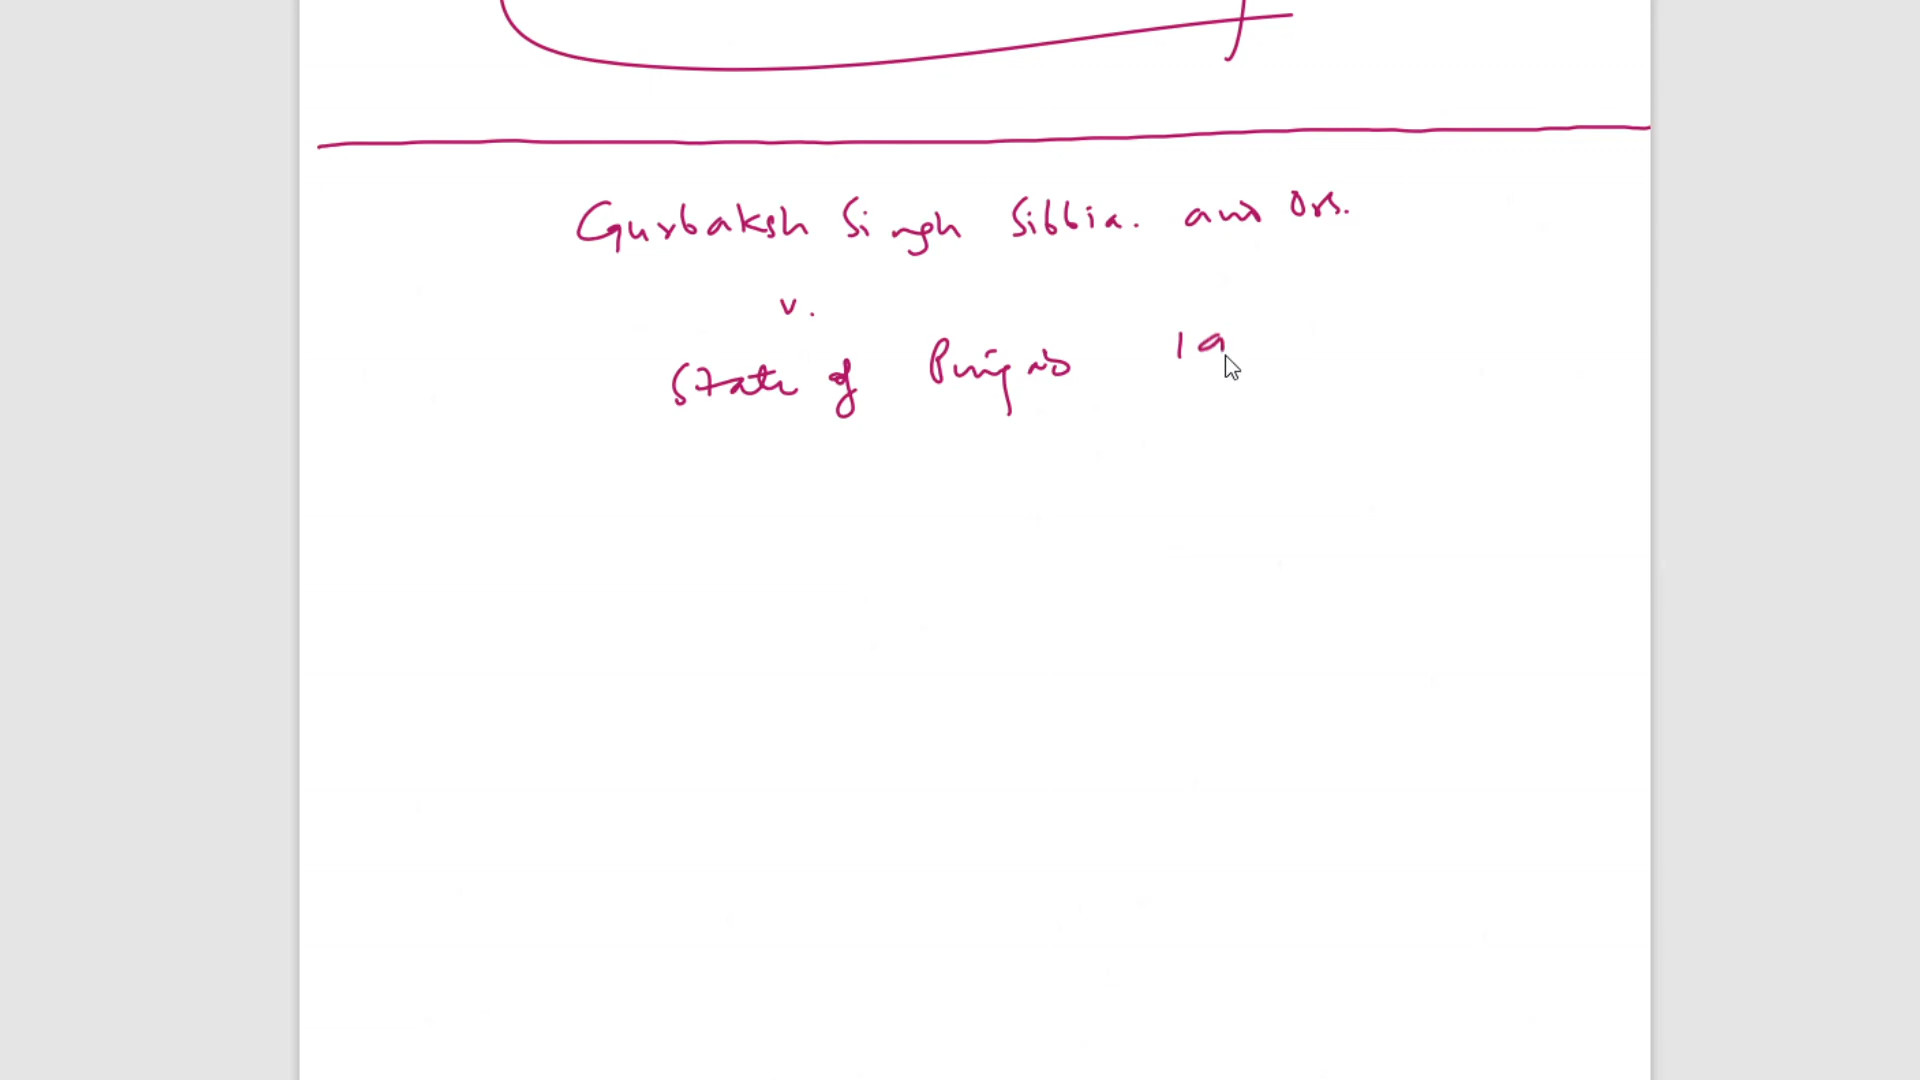 Gurbaksh Singh Sibbia. and Ors.
v.
State of Punjab 19